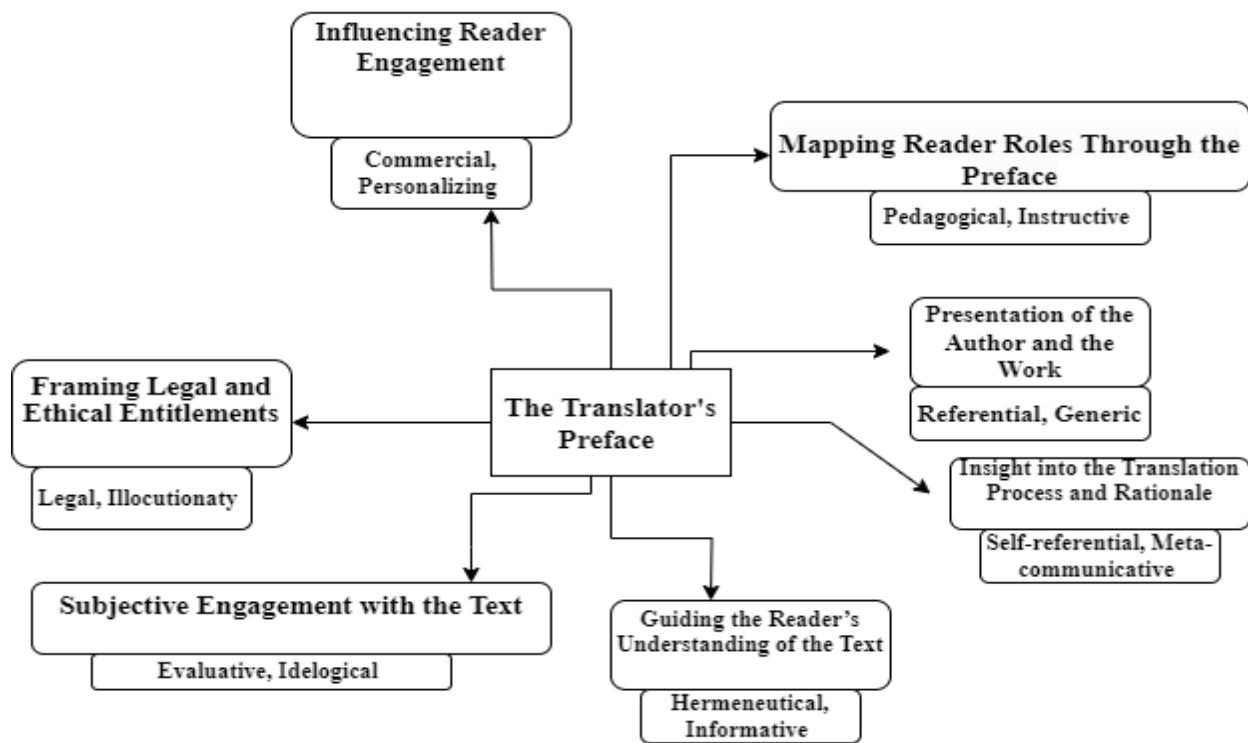 Influencing Reader
Engagement
Commercial,
Personalizing
Mapping Reader Roles Through the
Preface
Pedagogical, Instructive
Presentation of the
Author and the
Work
Referential, Generic
Framing Legal and
Ethical Entitlements
Legal, Illocutionaty
The Translator's
Preface
Insight into the Translation
Process and Rationale
Self-referential, Meta-
communicative
Subjective Engagement with the Text
Evaluative, Idelogical
Guiding the Reader’s
Understanding of the Text
Hermeneutical,
Informative